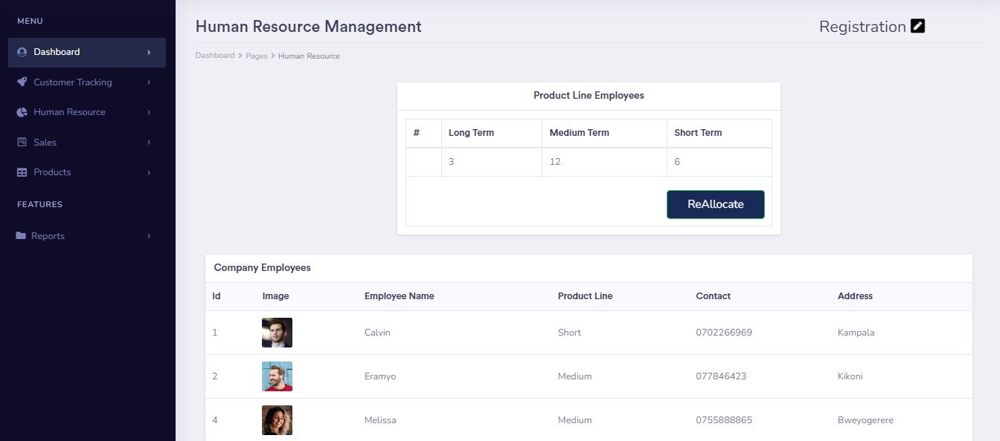 MENU
Dashboard
Customer Tracking
Human Resource
Sales
Products
FEATURES
Reports
Human Resource Management
Registration
Dashboard > Pages > Human Resource
Product Line Employees
# Long Term Medium Term Short Term
3 12 6
ReAllocate
Company Employees
Id Image Employee Name Product Line Contact Address
1 Calvin Short 0702266969 Kampala
2 Eramyo Medium 077846423 Kikoni
4 Melissa Medium 0755888865 Bweyogerere